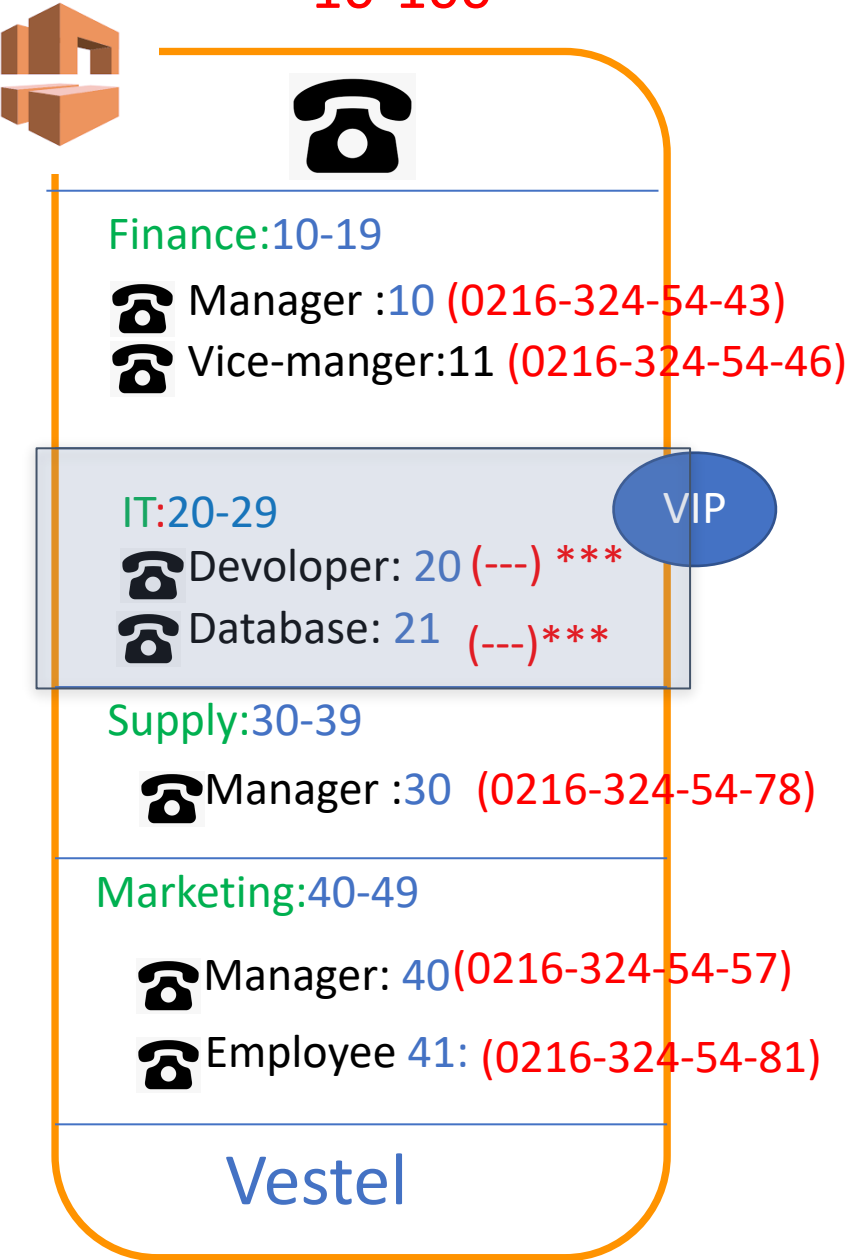 10-100
Finance:10-19
Manager :10 (0216-324-54-43)
Vice-manger:11 (0216-324-54-46)
VIP
IT:20-29
Devoloper: 20 (---) ***
Database: 21 (---)***
Supply:30-39
Manager :30 (0216-324-54-78)
Marketing:40-49
Manager: 40(0216-324-54-57)
Employee 41: (0216-324-54-81)
Vestel